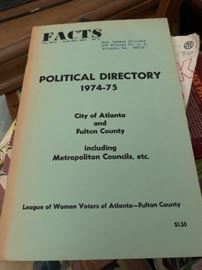 FACTS
POLITICAL DIRECTORY
1974-75
City of Atlanta
and
Fulton County
including
Metropolitan Councils, etc.
League of Women Voters of Atlanta—Fulton County
$1.50